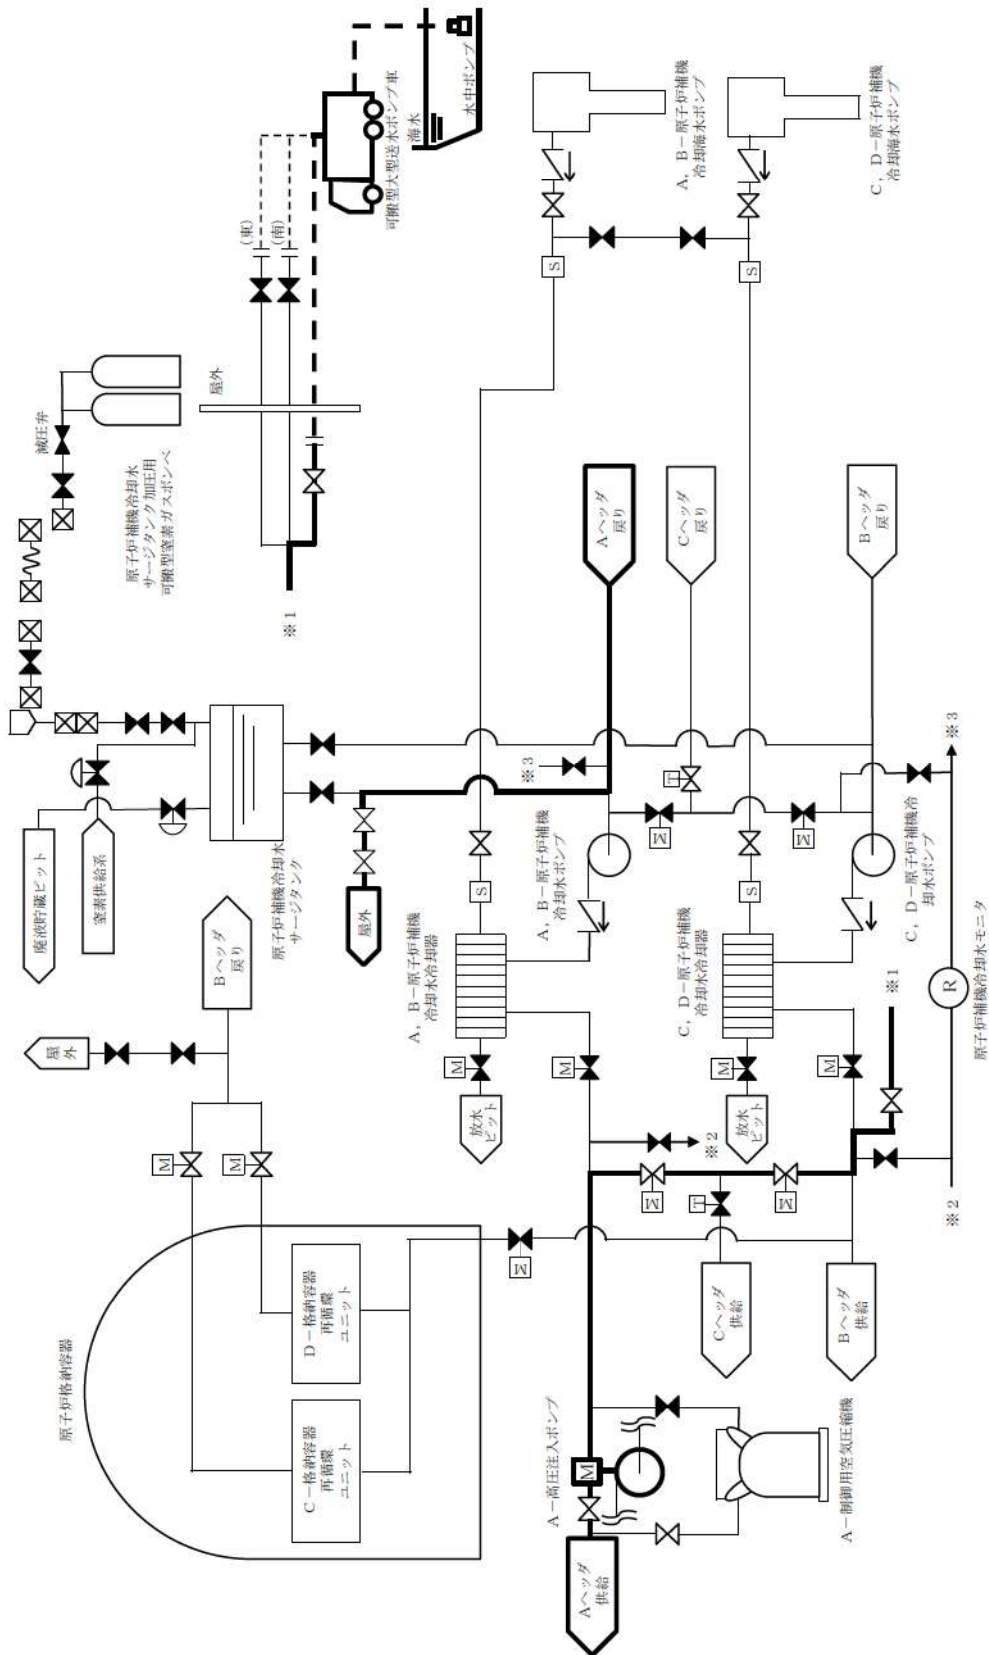 原子炉格納容器
C－格納容器
再循環
ユニット
D－格納容器
再循環
ユニット
M
M
M
屋外
Bヘッダ
戻り
廃液貯蔵ピット
窒素供給系
原子炉補機冷却水
サージタンク
原子炉補機冷却水
サージタンク加圧用
可搬型窒素ガスボンベ
減圧弁
屋外
※1
(東)
(南)
可搬型大型送水ポンプ車
海水
水中ポンプ
A－高圧注入ポンプ
M
Aヘッダ
供給
A－制御用空気圧縮機
Cヘッダ
供給
Bヘッダ
供給
T
M
M
※2
放水
ピット
M
M
A，B－原子炉補機
冷却水冷却器
S
屋外
A，B－原子炉補機
冷却水ポンプ
※3
Aヘッダ
戻り
Cヘッダ
戻り
T
M
M
Bヘッダ
戻り
放水
ピット
M
M
C，D－原子炉補機
冷却水冷却器
S
C，D－原子炉補機冷
却水ポンプ
※1
※2
R
原子炉補機冷却水モニタ
※3
S
S
A，B－原子炉補機
冷却海水ポンプ
C，D－原子炉補機
冷却海水ポンプ